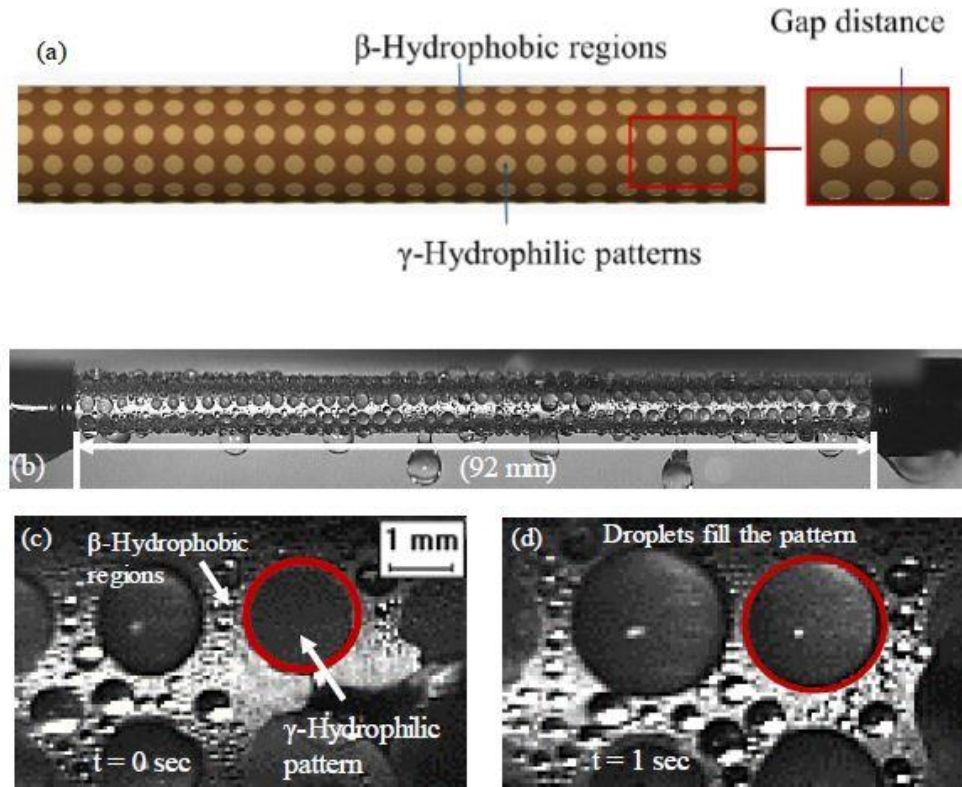 (a)
β-Hydrophobic regions
Gap distance
γ-Hydrophilic patterns
(b)
(92 mm)
(c)
β-Hydrophobic
regions
1 mm
γ-Hydrophilic
pattern
t = 0 sec
(d)
Droplets fill the pattern
t = 1 sec